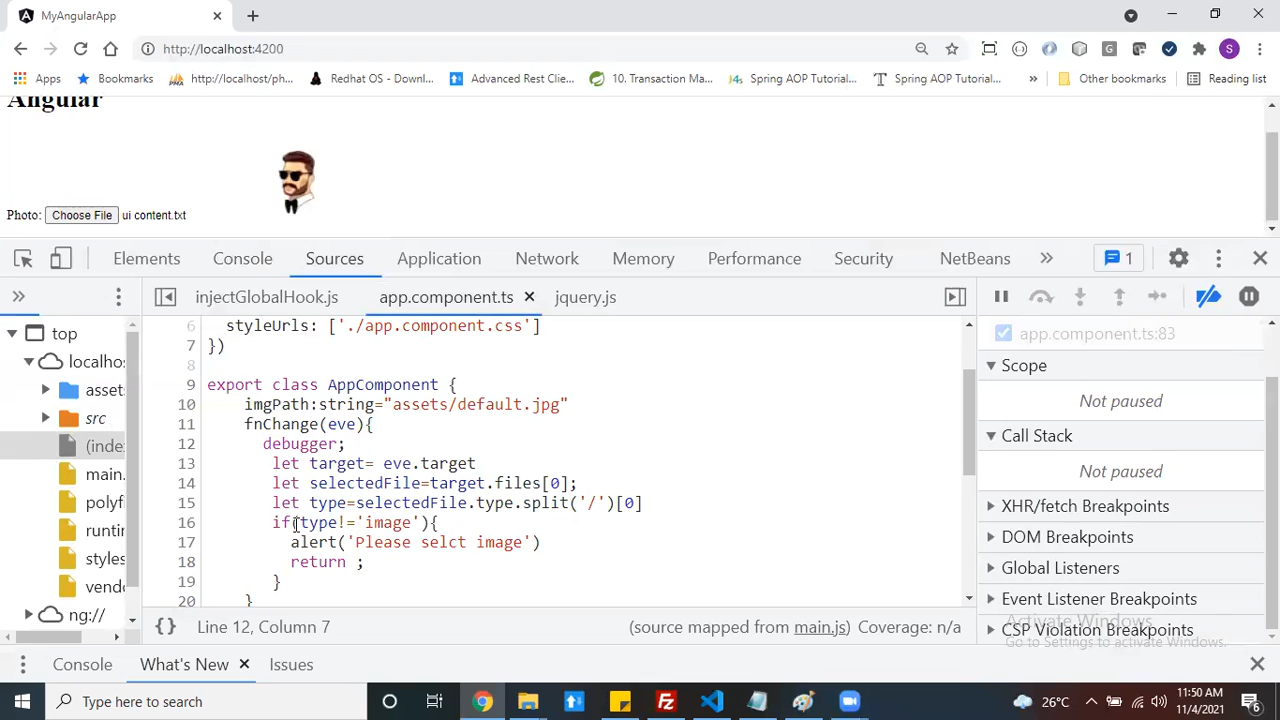 MyAngularApp
http://localhost:4200
S
Apps
Bookmarks
http://localhost/ph...
Redhat OS - Downl...
Advanced Rest Clie...
10. Transaction Ma...
Spring AOP Tutorial...
Spring AOP Tutorial...
»
Other bookmarks
Reading list
Angular
Photo: Choose File ui content.txt
Elements
Console
Sources
Application
Network
Memory
Performance
Security
NetBeans
»
1
»
injectGlobalHook.js
app.component.ts
jquery.js
top
localho
asset
src
(inde
main.
polyf
runti
styles
vend
ng://
6 styleUrls: ['./app.component.css']
7 })
8
9 export class AppComponent {
10 imgPath:string="assets/default.jpg"
11 fnChange(eve){
12 debugger;
13 let target= eve.target
14 let selectedFile=target.files[0];
15 let type=selectedFile.type.split('/')[0]
16 if(type!='image'){
17 alert('Please selct image')
18 return ;
19 }
20 }
{} Line 12, Column 7
(source mapped from main.js) Coverage: n/a
app.component.ts:83
Scope
Not paused
Call Stack
Not paused
XHR/fetch Breakpoints
DOM Breakpoints
Global Listeners
Event Listener Breakpoints
CSP Violation Breakpoints
Activate Windows
Go to Settings to activate Windows.
Console
What's New
Issues
Type here to search
26°C
11:50 AM
11/4/2021
6